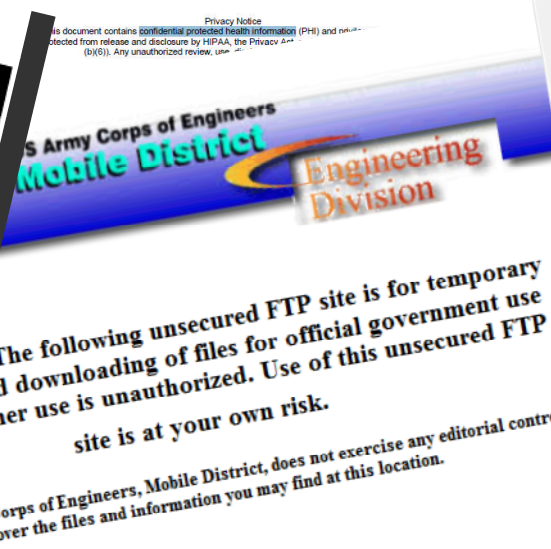 Privacy Notice
is document contains confidential protected health information (PHI) and
otected from release and disclosure by HIPAA, the Privacy Act
(b)(6)). Any unauthorized review, use,
S Army Corps of Engineers
Mobile District
Engineering
Division
The following unsecured FTP site is for temporary
d downloading of files for official government use
her use is unauthorized. Use of this unsecured FTP
site is at your own risk.
orps of Engineers, Mobile District, does not exercise any editorial contro
over the files and information you may find at this location.